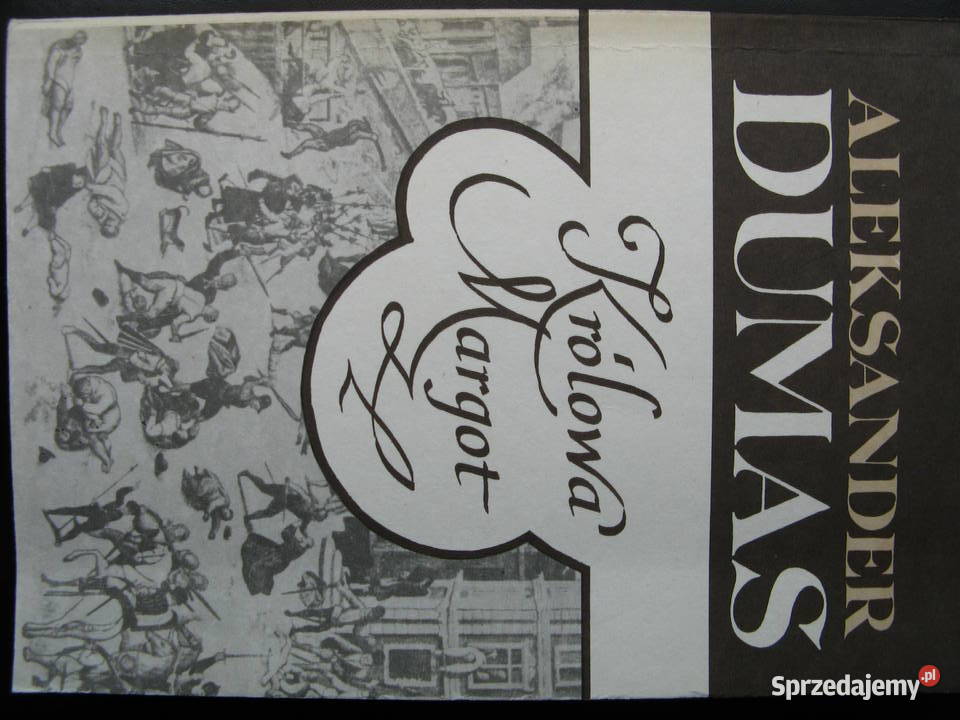 ALEKSANDER
DUMAS
Królowa
Margot
Sprzedajemy.pl